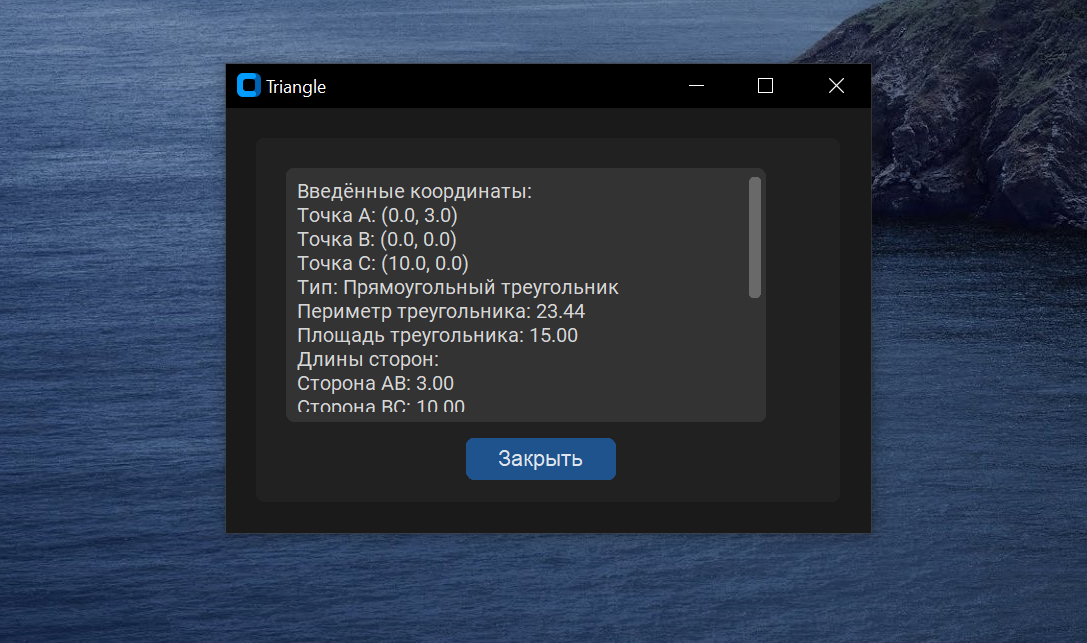 Triangle
Введённые координаты:
Точка A: (0.0, 3.0)
Точка B: (0.0, 0.0)
Точка C: (10.0, 0.0)
Тип: Прямоугольный треугольник
Периметр треугольника: 23.44
Площадь треугольника: 15.00
Длины сторон:
Сторона AB: 3.00
Сторона BC: 10.00
Закрыть